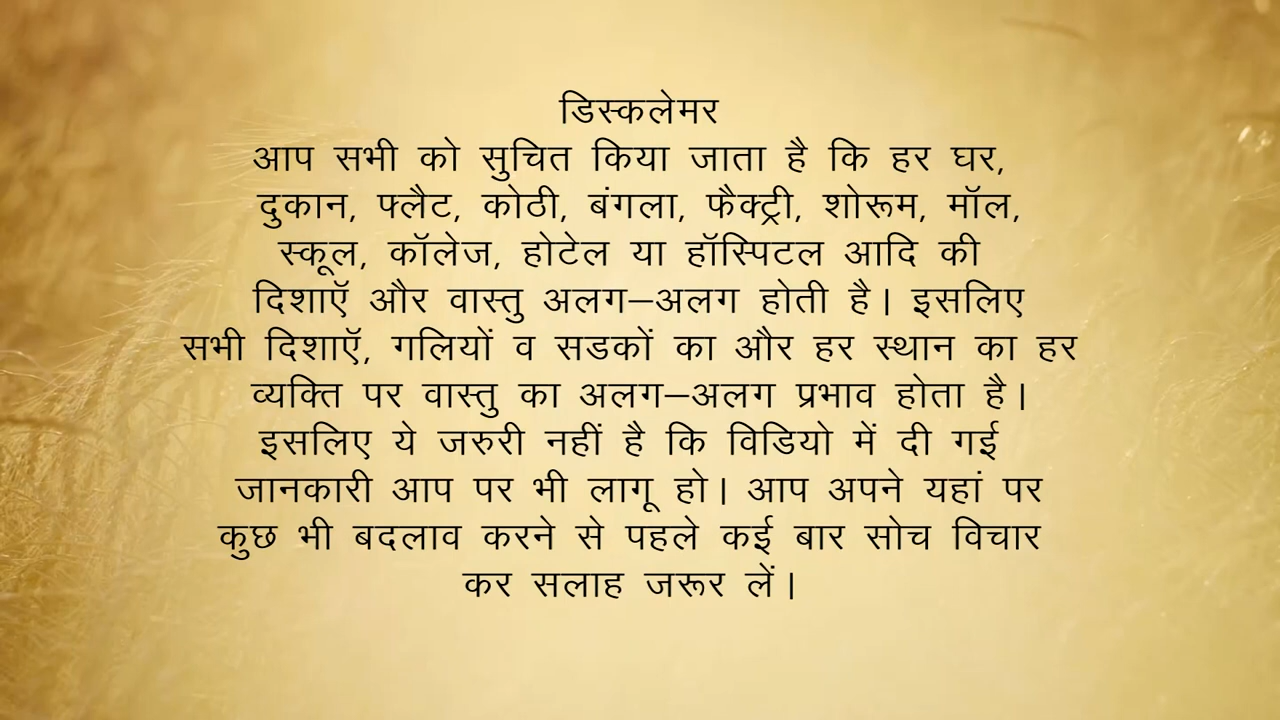 डिस्कलेमर
आप सभी को सुचित किया जाता है कि हर घर,
दुकान, फ्लैट, कोठी, बंगला, फैक्ट्री, शोरूम, मॉल,
स्कूल, कॉलेज, होटेल या हॉस्पिटल आदि की
दिशाऍ और वास्तु अलग–अलग होती है। इसलिए
सभी दिशाऍ, गलियों व सडकों का और हर स्थान का हर
व्यक्ति पर वास्तु का अलग–अलग प्रभाव होता है।
इसलिए ये जरुरी नहीं है कि विडियो में दी गई
जानकारी आप पर भी लागू हो। आप अपने यहां पर
कुछ भी बदलाव करने से पहले कई बार सोच विचार
कर सलाह जरूर लें।